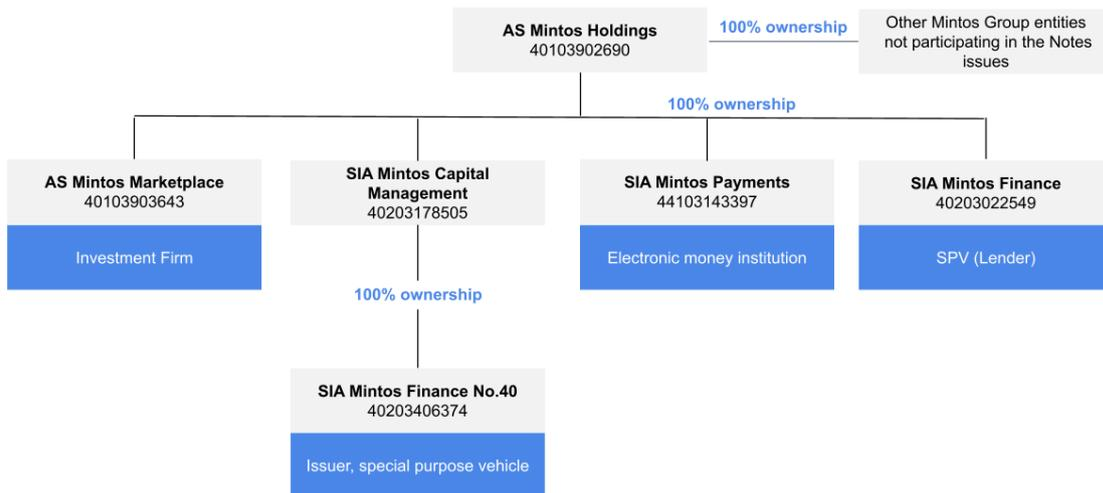 AS Mintos Holdings
40103902690
100% ownership
Other Mintos Group entities
not participating in the Notes
issues
100% ownership
AS Mintos Marketplace
40103903643
Investment Firm
SIA Mintos Capital
Management
40203178505
SIA Mintos Payments
44103143397
Electronic money institution
SIA Mintos Finance
40203022549
SPV (Lender)
100% ownership
SIA Mintos Finance No.40
40203406374
Issuer, special purpose vehicle